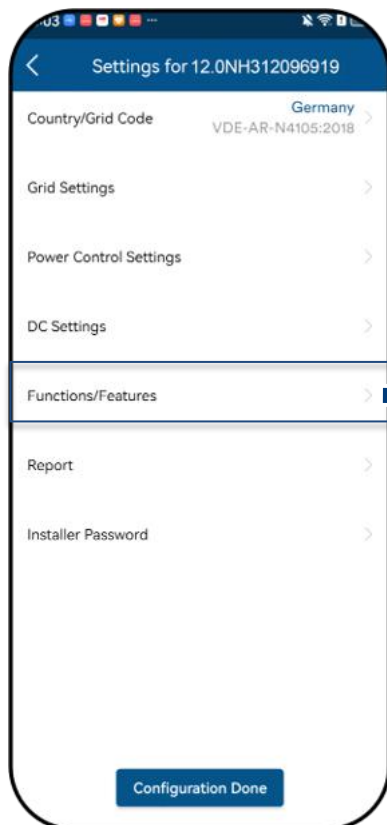 Settings for 12.0NH312096919
Country/Grid Code
Germany
VDE-AR-N4105:2018
Grid Settings
Power Control Settings
DC Settings
Functions/Features
Report
Installer Password
Configuration Done